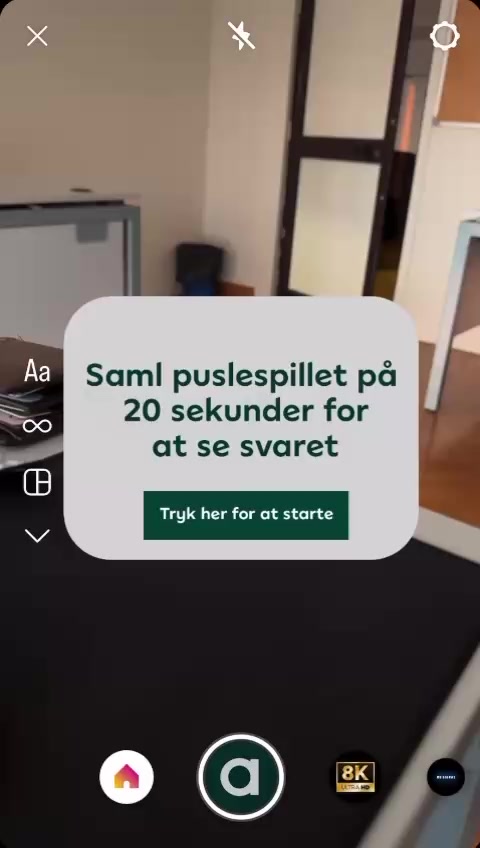 Aa
Saml puslespillet på
20 sekunder for
at se svaret
Tryk her for at starte
a
8K
ULTRA HD